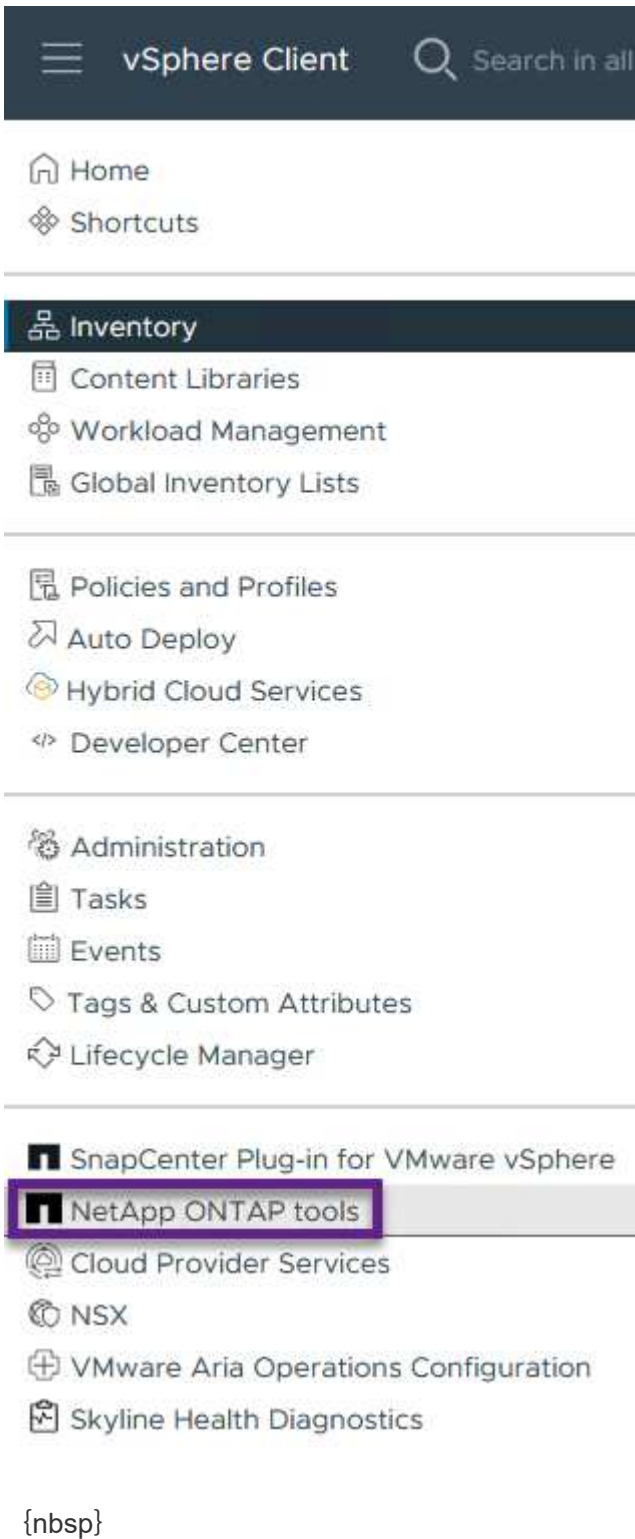 vSphere Client Search in all
Home
Shortcuts
Inventory
Content Libraries
Workload Management
Global Inventory Lists
Policies and Profiles
Auto Deploy
Hybrid Cloud Services
</> Developer Center
Administration
Tasks
Events
Tags & Custom Attributes
Lifecycle Manager
SnapCenter Plug-in for VMware vSphere
NetApp ONTAP tools
Cloud Provider Services
NSX
VMware Aria Operations Configuration
Skyline Health Diagnostics
{nbsp}